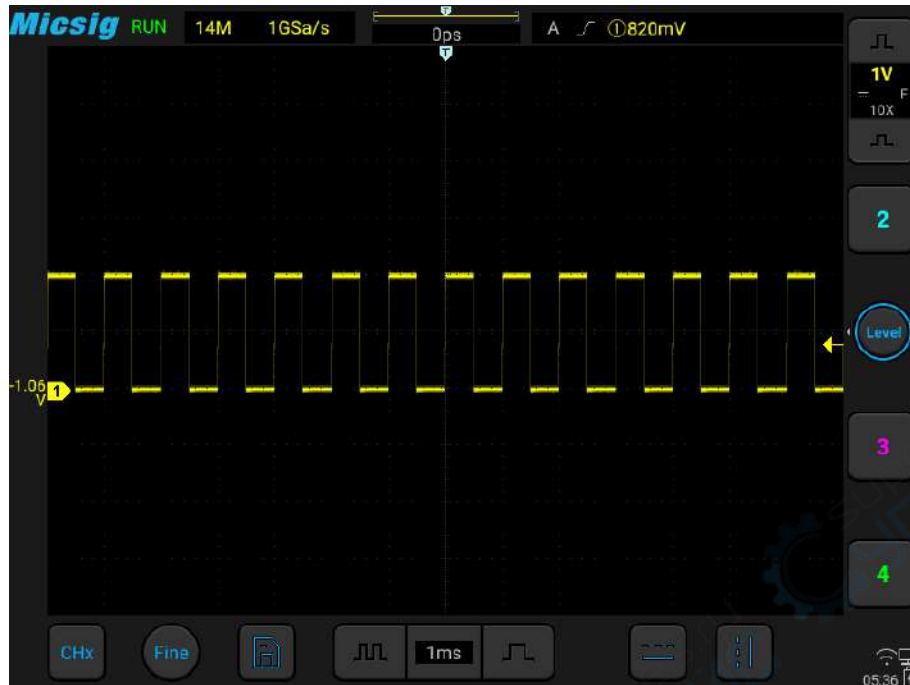 Micsig RUN 14M 1GSa/s 0ps A ①820mV
T
T
1V
F
10X
2
Level
-1.06
V
1
3
4
CHx Fine 1ms
05:36